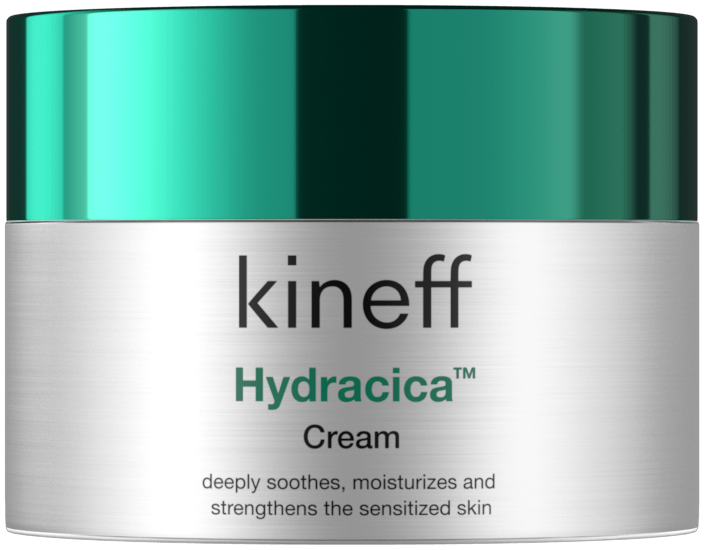 kineff
Hydracica™
Cream
deeply soothes, moisturizes and
strengthens the sensitized skin